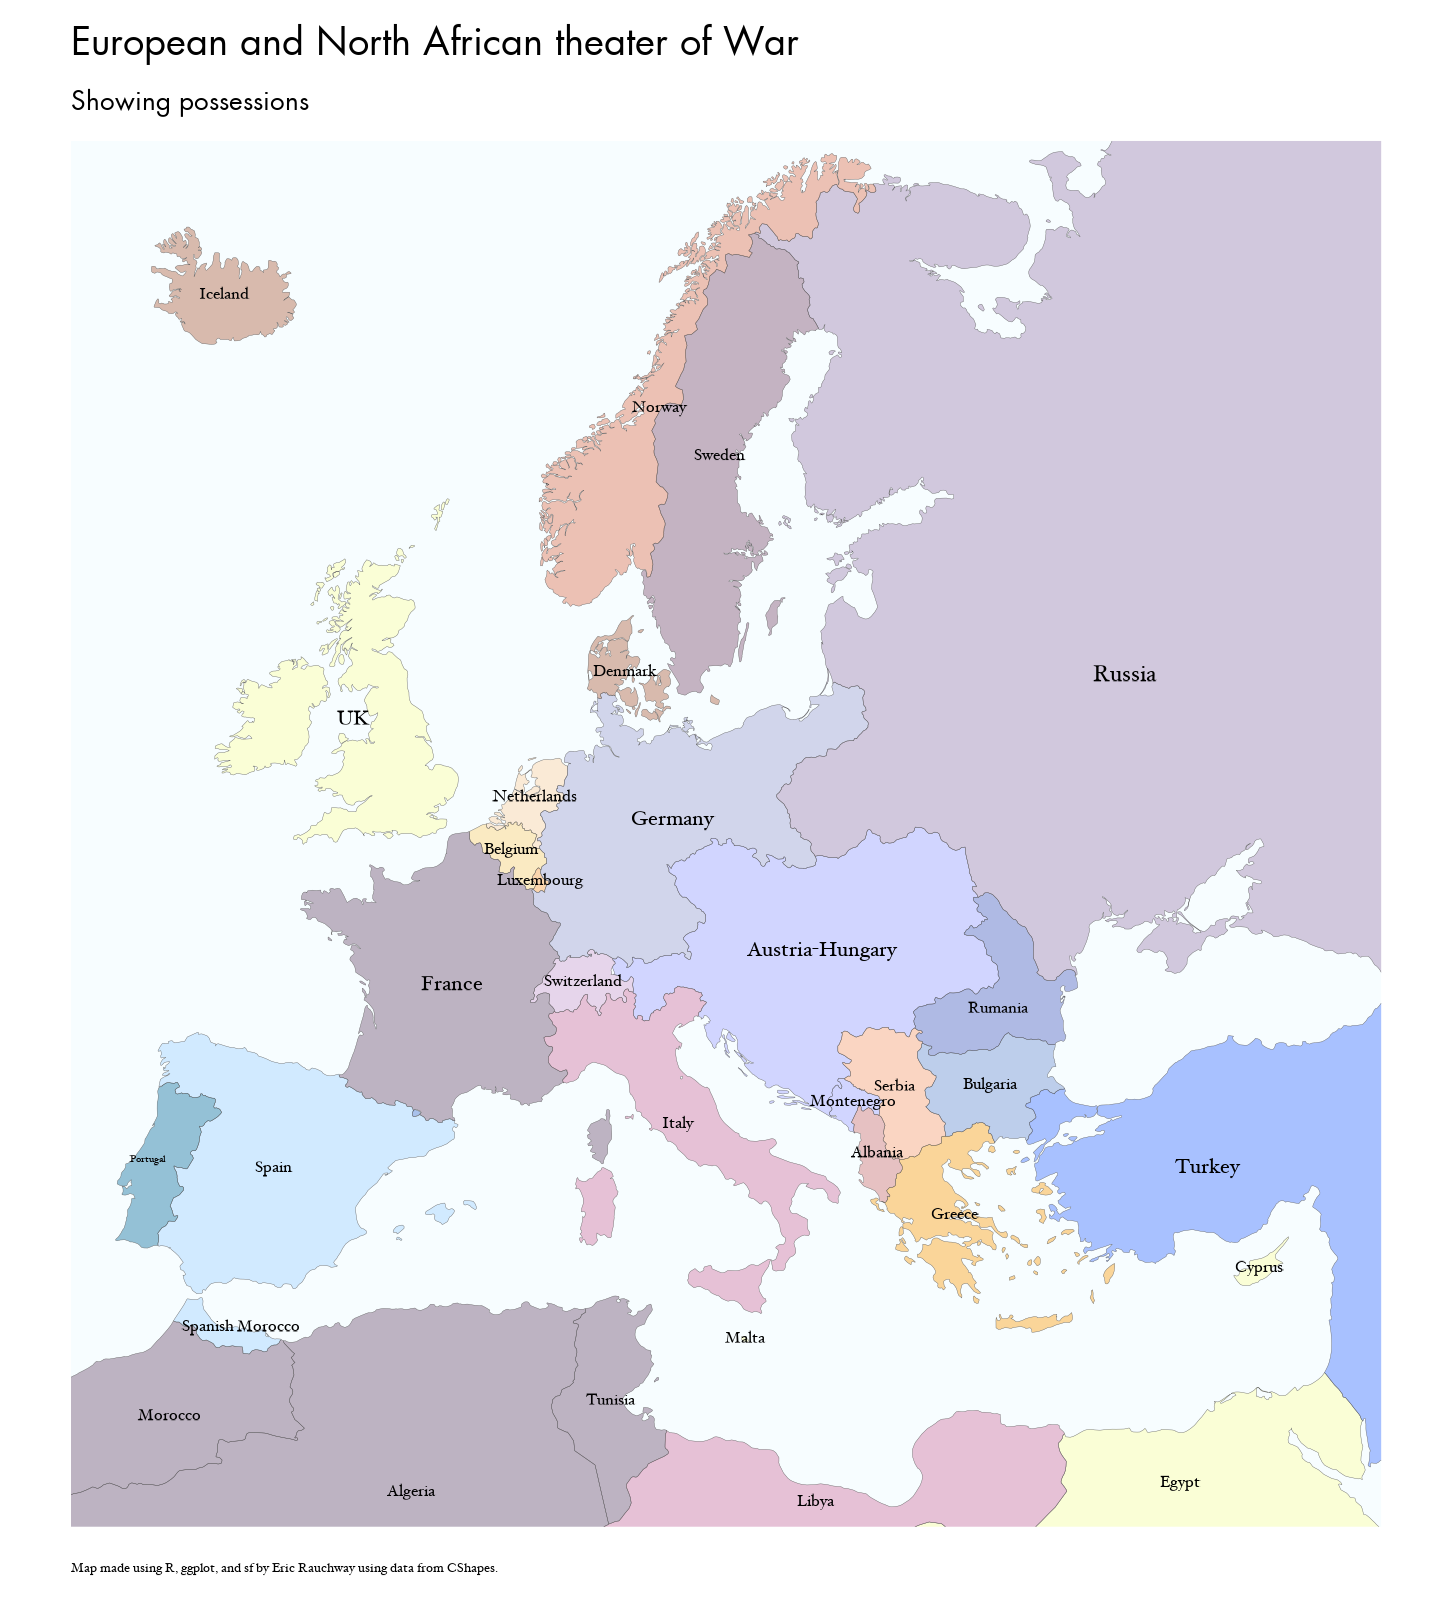 European and North African theater of War
Showing possessions
Iceland
Norway
Sweden
Denmark
Russia
UK
Netherlands
Germany
Belgium
Luxembourg
Austria-Hungary
France
Switzerland
Rumania
Serbia
Bulgaria
Montenegro
Italy
Albania
Portugal
Spain
Turkey
Greece
Cyprus
Spanish Morocco
Malta
Tunisia
Morocco
Egypt
Algeria
Libya
Map made using R, ggplot, and sf by Eric Rauchway using data from CShapes.